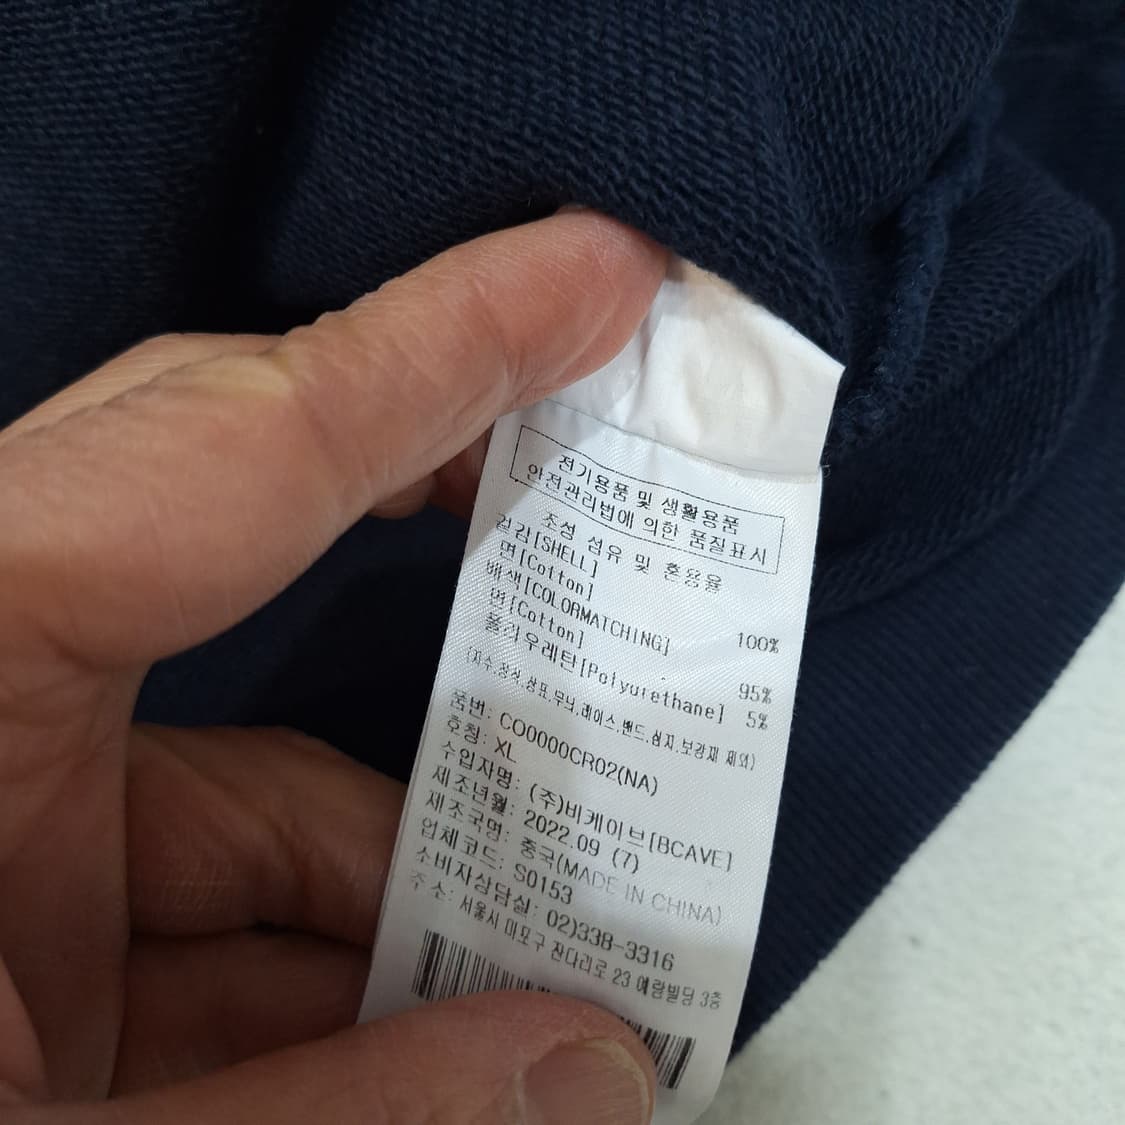 전기용품 및 생활용품
안전관리법에 의한 품질표시
조성 섬유 및 혼용율
겉감[SHELL]
면[Cotton] 100%
배색[COLORMATCHING]
면[Cotton] 95%
폴리우레탄[Polyurethane] 5%
(자수,장식,상표,무늬,레이스,밴드,심지,보강재 제외)
품번: CO0000CR02(NA)
호칭: XL
수입자명: (주)비케이브[BCAVE]
제조년월: 2022.09 (7)
제조국명: 중국(MADE IN CHINA)
업체코드: S0153
소비자상담실: 02)338-3316
주소: 서울시 마포구 잔다리로 23 예랑빌딩 3층